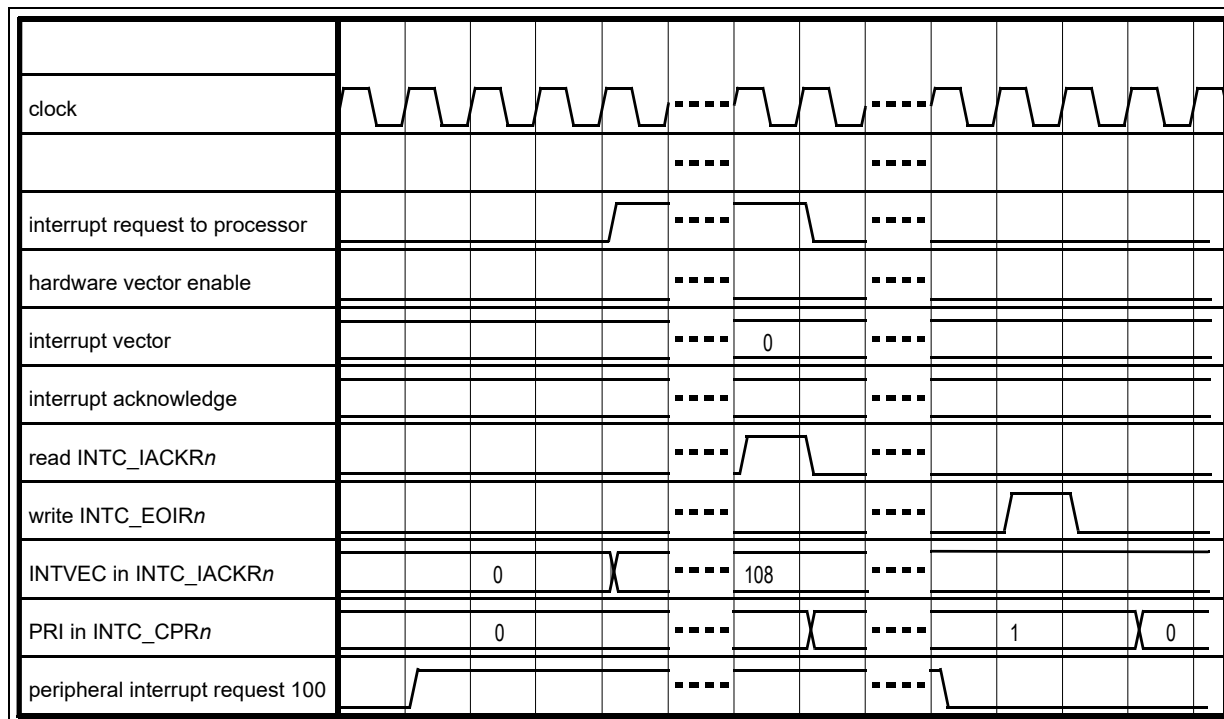 clock
interrupt request to processor
hardware vector enable
interrupt vector
0
interrupt acknowledge
read INTC_IACKRn
write INTC_EOIRn
INTVEC in INTC_IACKRn
0 108
PRI in INTC_CPRn
0 1 0
peripheral interrupt request 100